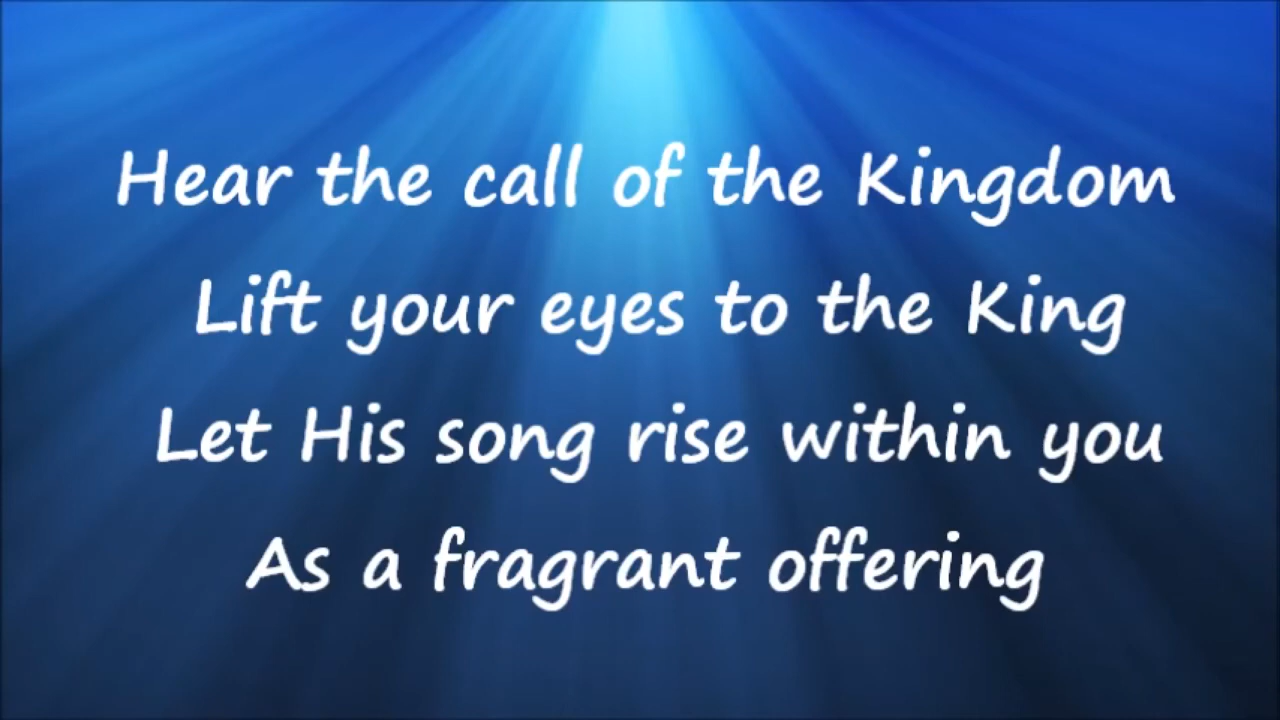 Hear the call of the Kingdom
Lift your eyes to the King
Let His song rise within you
As a fragrant offering